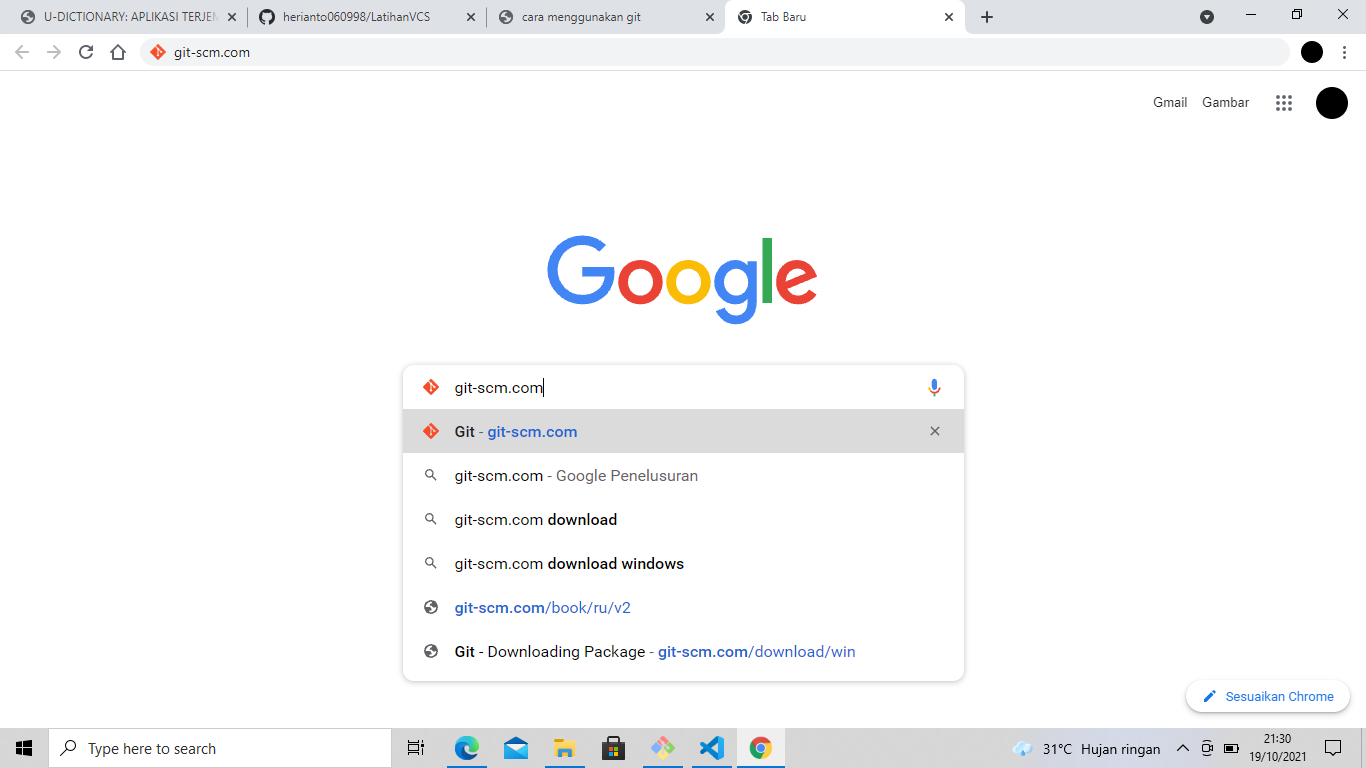 U-DICTIONARY: APLIKASI TERJEM
herianto060998/LatihanVCS
cara menggunakan git
Tab Baru
git-scm.com
Gmail
Gambar
Google
git-scm.com
Git - git-scm.com
git-scm.com - Google Penelusuran
git-scm.com download
git-scm.com download windows
git-scm.com/book/ru/v2
Git - Downloading Package - git-scm.com/download/win
Sesuaikan Chrome
Type here to search
31°C Hujan ringan
21:30
19/10/2021